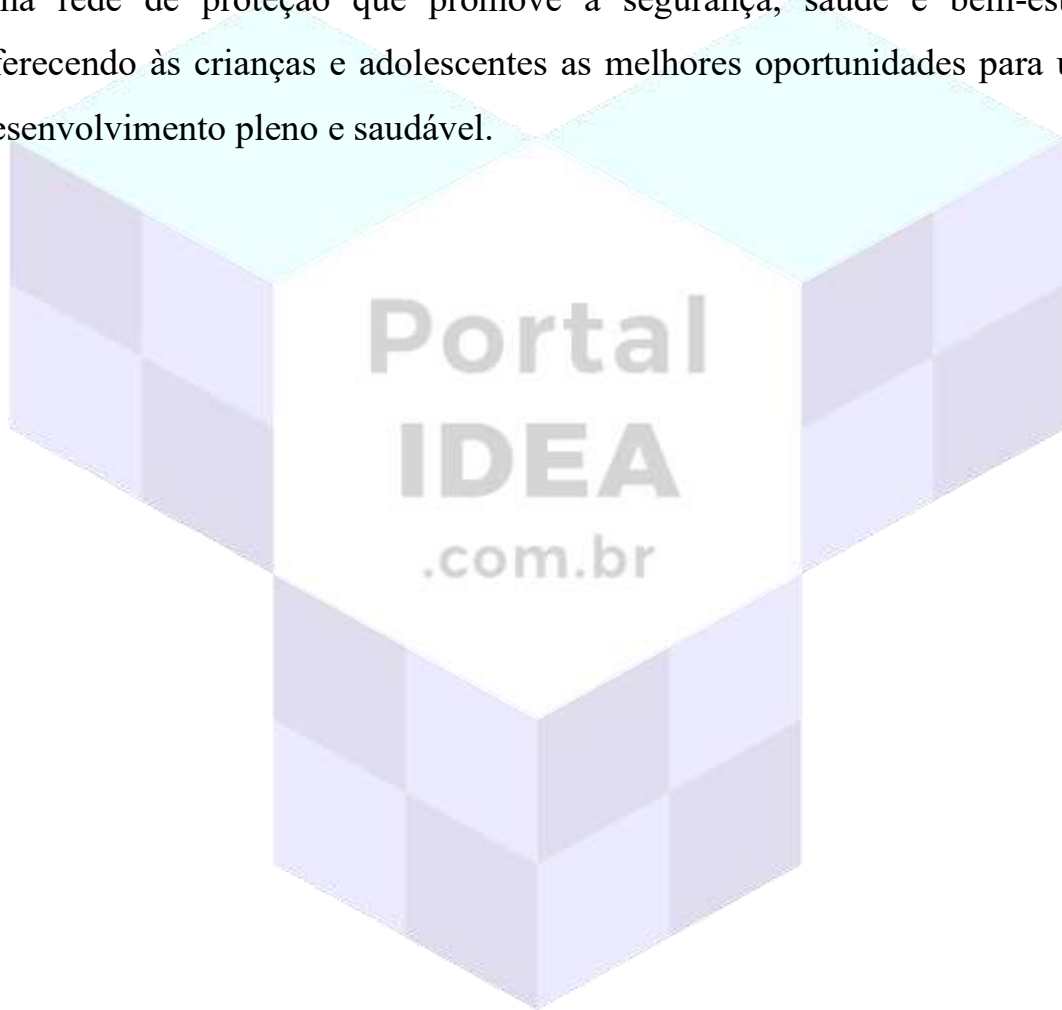 rede de proteção que promove a segurança, saúde e
às crianças e adolescentes as melhores oportunidades para
pleno e saudável.
Portal
IDEA
.com.br